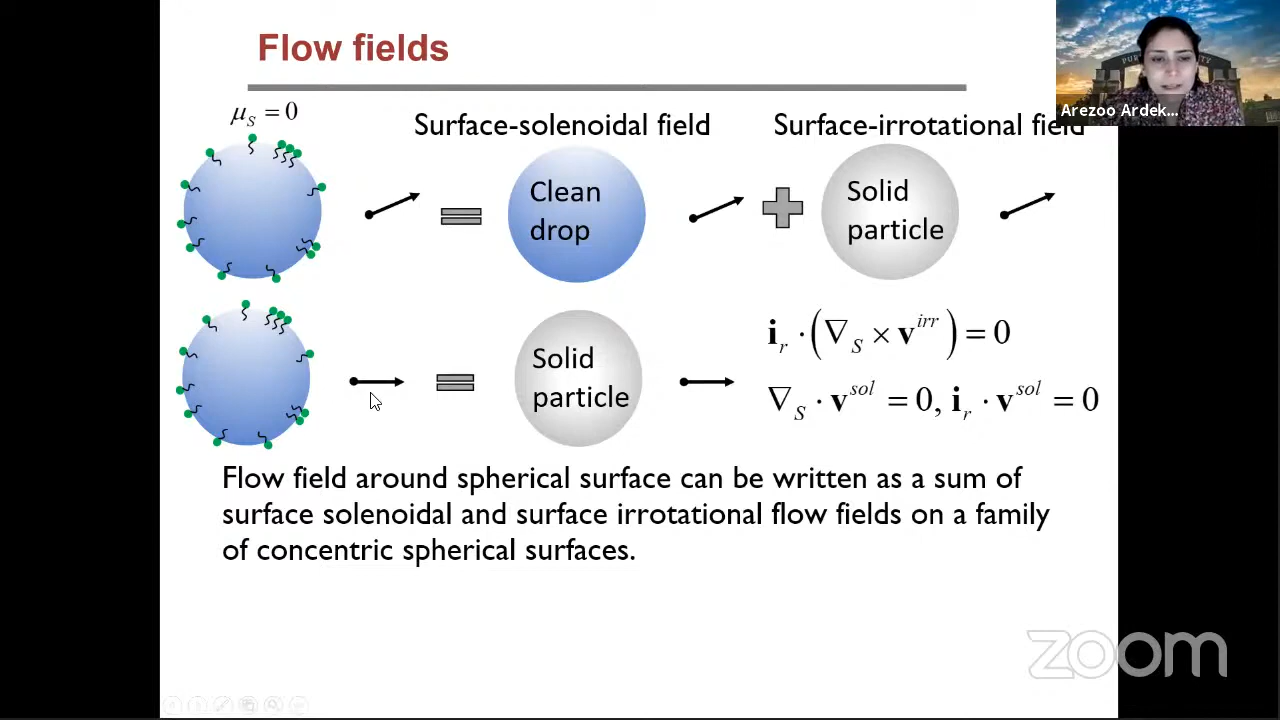 Flow fields
μ_S = 0
Surface-solenoidal field
Surface-irrotational field
Clean
drop
Solid
particle
Solid
particle
i_r · (∇_S × v^irr) = 0
∇_S · v^sol = 0, i_r · v^sol = 0
Flow field around spherical surface can be written as a sum of
surface solenoidal and surface irrotational flow fields on a family
of concentric spherical surfaces.
Arezoo Ardek...
zoom